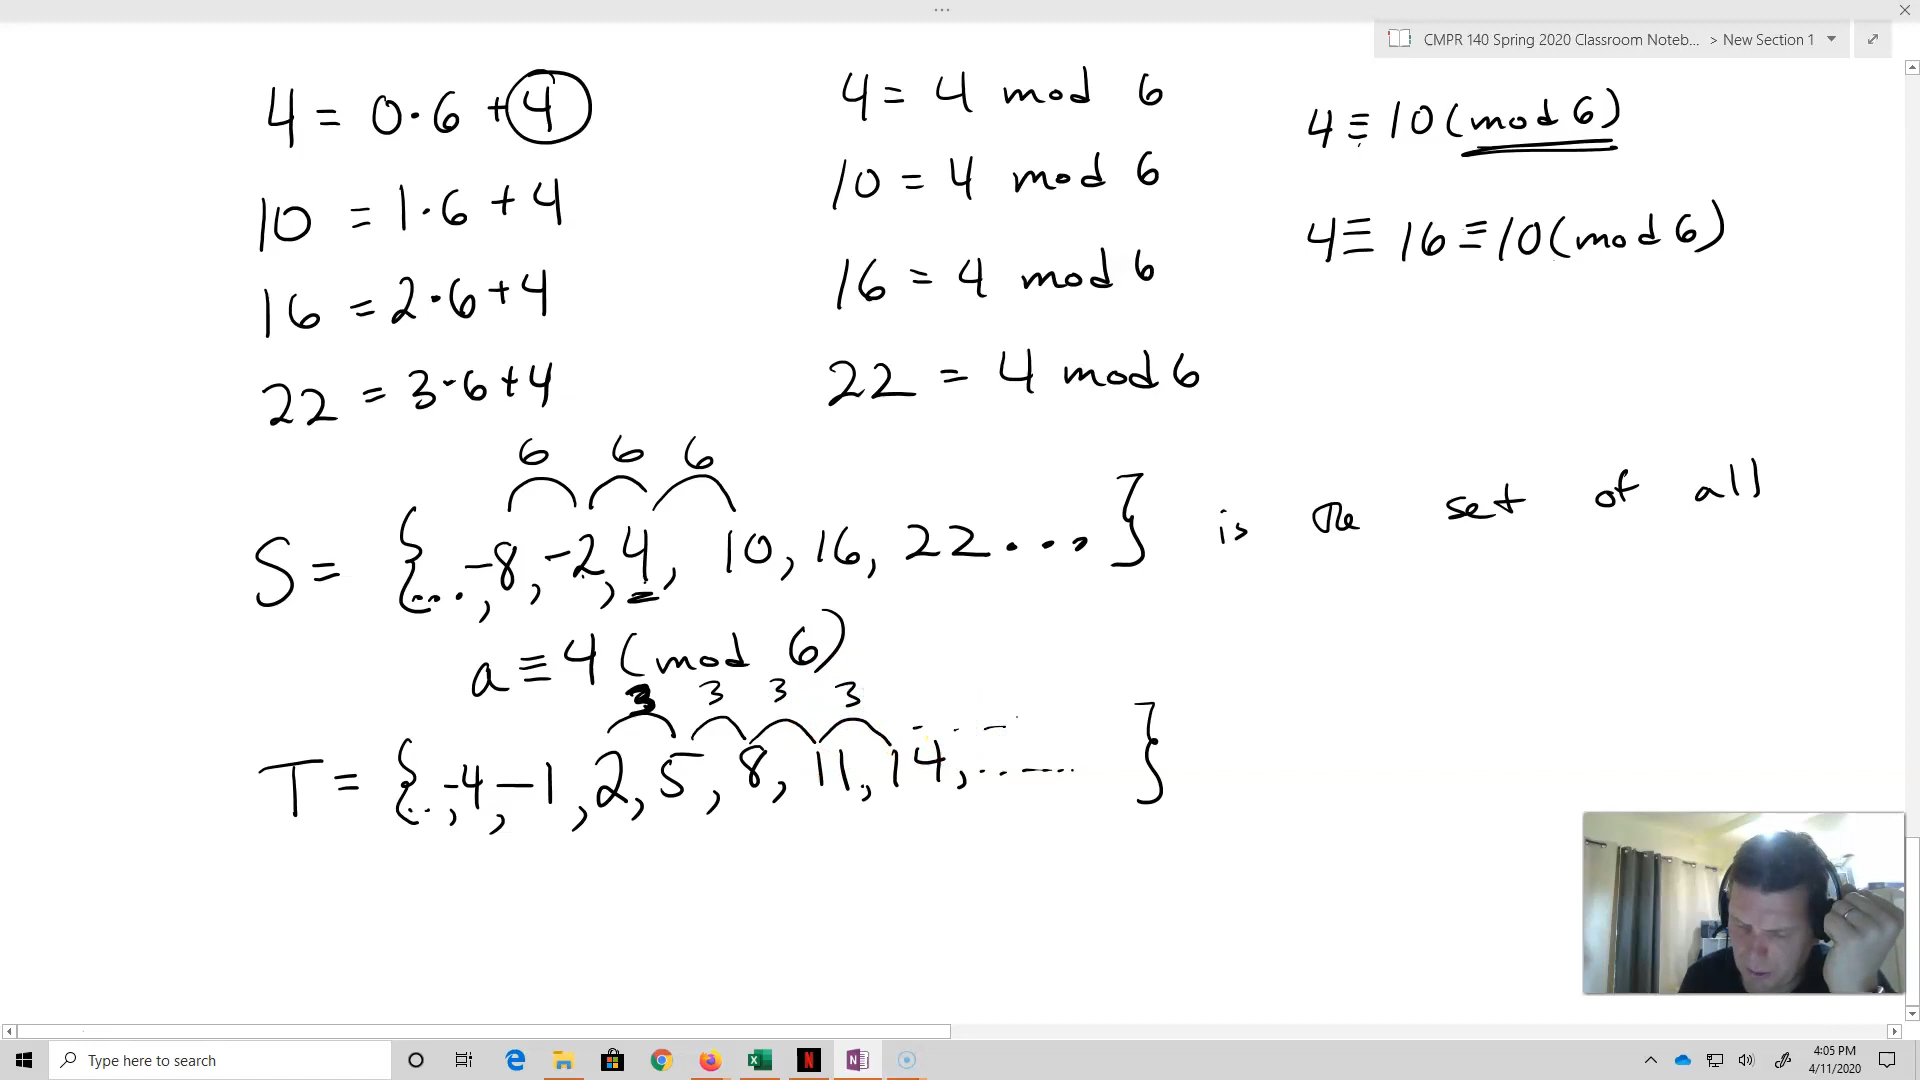 CMPR 140 Spring 2020 Classroom Noteb... > New Section 1
4 = 0·6 +4
4 = 4 mod 6
4 ≡ 10 (mod 6)
10 = 1·6 +4
10 = 4 mod 6
4 ≡ 16 ≡ 10 (mod 6)
16 = 2·6 +4
16 = 4 mod 6
22 = 3·6 +4
22 = 4 mod 6
6 6 6
S = {..., -8, -2, 4, 10, 16, 22 ...} is the set of all
a ≡ 4 (mod 6)
3 3 3 3
T = {.., -4, -1, 2, 5, 8, 11, 14, ......}
Type here to search
4:05 PM
4/11/2020